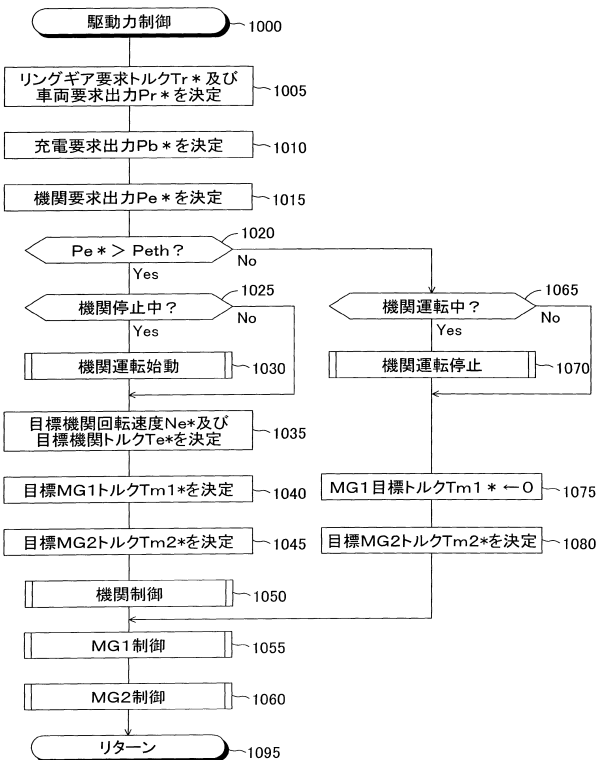 駆動力制御
1000
リングギア要求トルクTr*及び
車両要求出力Pr*を決定
1005
充電要求出力Pb*を決定
1010
機関要求出力Pe*を決定
1015
Pe*>Peth?
1020
Yes
No
機関停止中?
1025
Yes
No
機関運転始動
1030
目標機関回転速度Ne*及び
目標機関トルクTe*を決定
1035
目標MG1トルクTm1*を決定
1040
目標MG2トルクTm2*を決定
1045
機関制御
1050
機関運転中?
1065
Yes
No
機関運転停止
1070
MG1目標トルクTm1*←0
1075
目標MG2トルクTm2*を決定
1080
MG1制御
1055
MG2制御
1060
リターン
1095